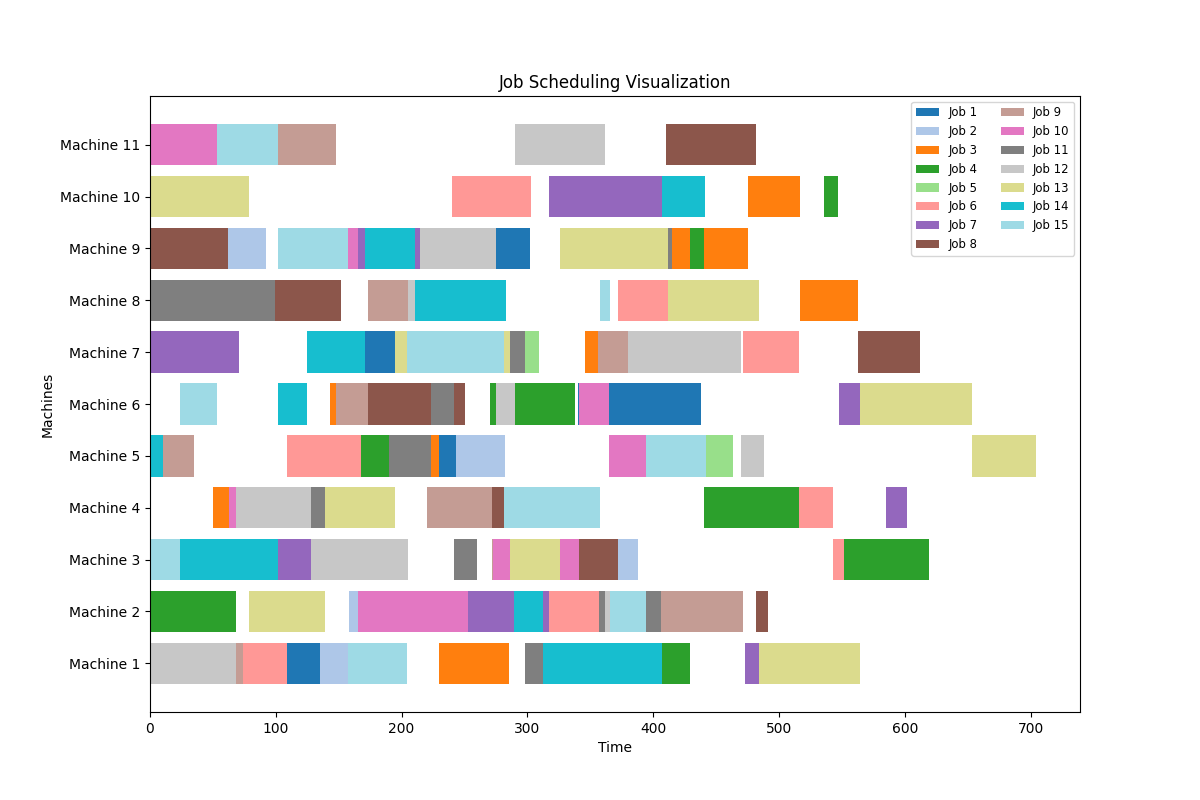 Job Scheduling Visualization
Machine 11
Machine 10
Machine 9
Machine 8
Machine 7
Machine 6
Machine 5
Machine 4
Machine 3
Machine 2
Machine 1
Machines
0 100 200 300 400 500 600 700
Time
Job 1
Job 2
Job 3
Job 4
Job 5
Job 6
Job 7
Job 8
Job 9
Job 10
Job 11
Job 12
Job 13
Job 14
Job 15